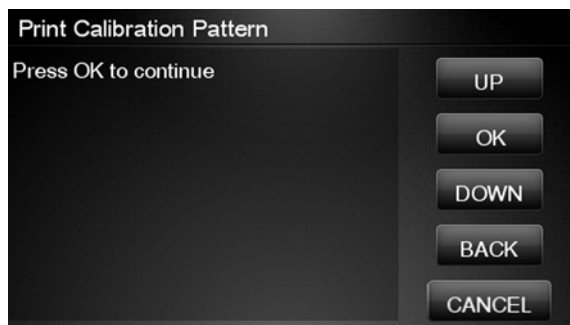 Print Calibration Pattern
Press OK to continue
UP
OK
DOWN
BACK
CANCEL